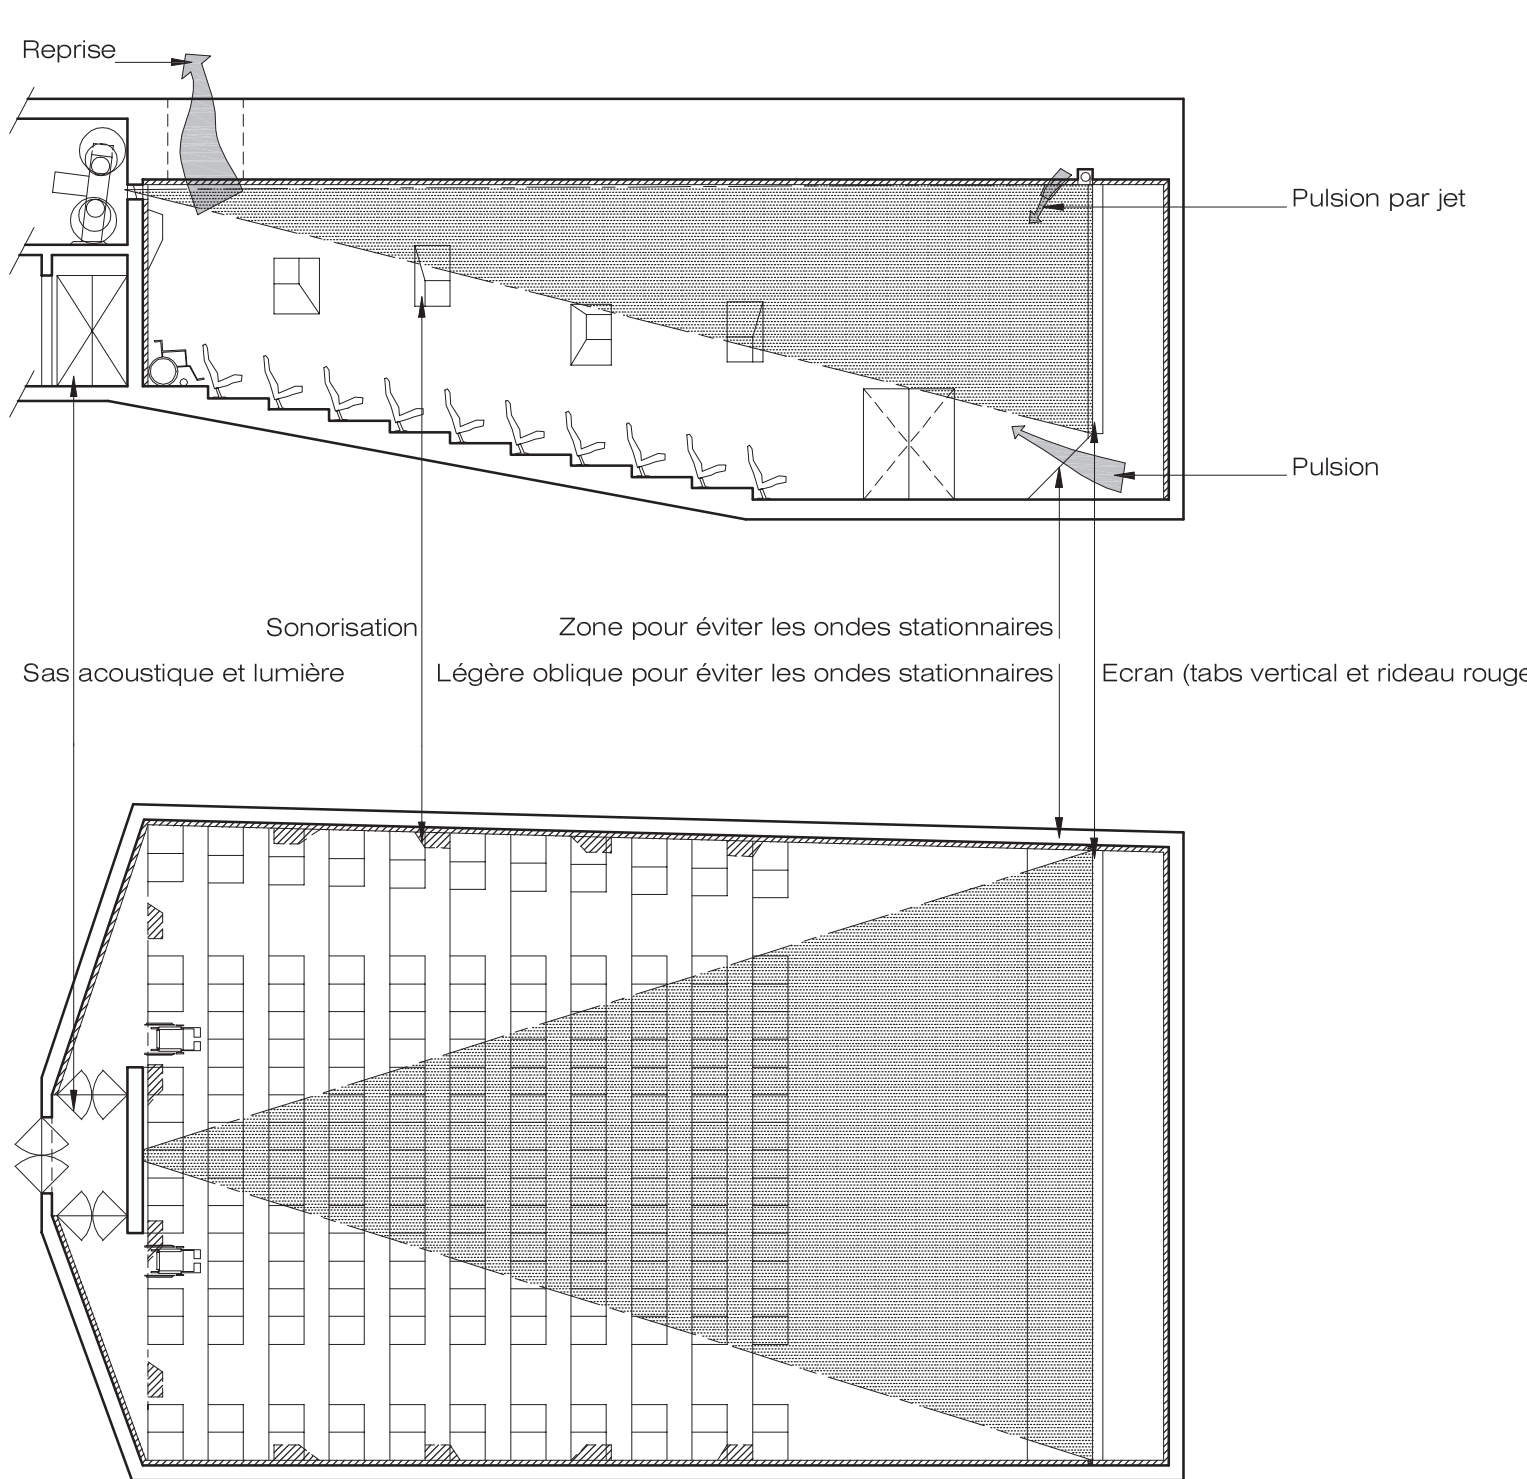 Reprise
Pulsion par jet
Pulsion
Sonorisation
Zone pour éviter les ondes stationnaires
Sas acoustique et lumière
Légère oblique pour éviter les ondes stationnaires
Ecran (tabs vertical et rideau rouge